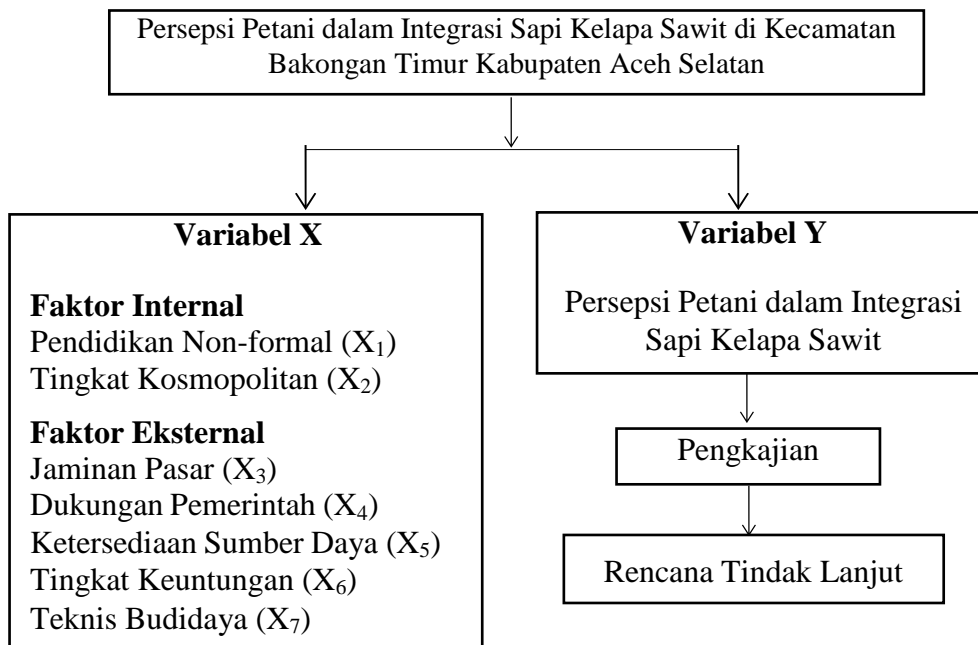 Persepsi Petani dalam Integrasi Sapi Kelapa Sawit di Kecamatan
Bakongan Timur Kabupaten Aceh Selatan
Variabel X
Faktor Internal
Pendidikan Non-formal (X₁)
Tingkat Kosmopolitan (X₂)
Faktor Eksternal
Jaminan Pasar (X₃)
Dukungan Pemerintah (X₄)
Ketersediaan Sumber Daya (X₅)
Tingkat Keuntungan (X₆)
Teknis Budidaya (X₇)
Variabel Y
Persepsi Petani dalam Integrasi
Sapi Kelapa Sawit
Pengkajian
Rencana Tindak Lanjut